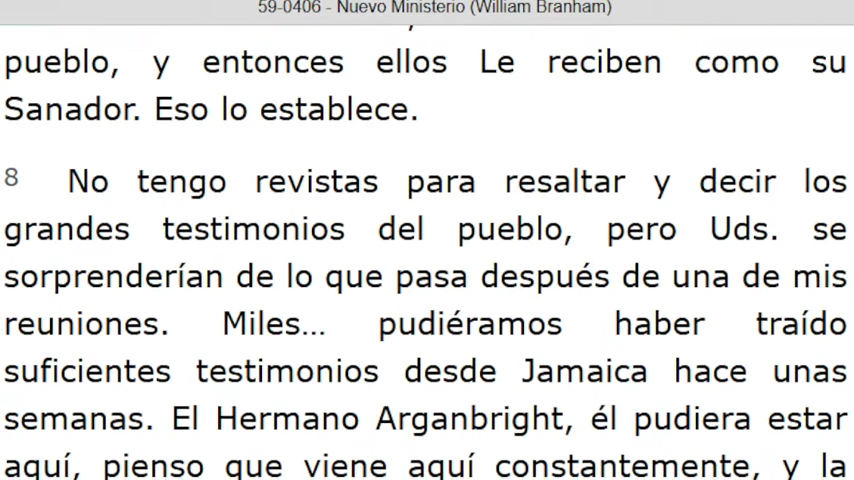 59-0406 - Nuevo Ministerio (William Branham)
pueblo, y entonces ellos Le reciben como su
Sanador. Eso lo establece.
8 No tengo revistas para resaltar y decir los
grandes testimonios del pueblo, pero Uds. se
sorprenderían de lo que pasa después de una de mis
reuniones. Miles... pudiéramos haber traído
suficientes testimonios desde Jamaica hace unas
semanas. El Hermano Arganbright, él pudiera estar
aquí, pienso que viene aquí constantemente, y la